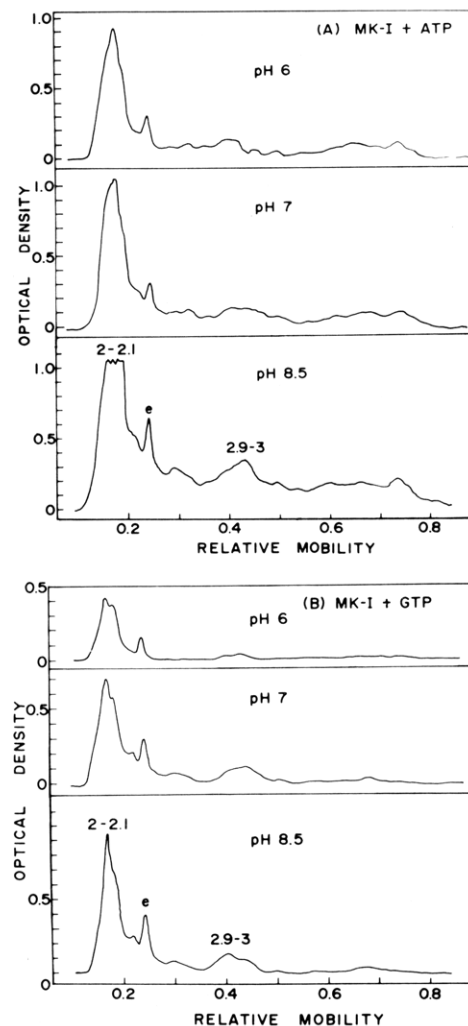 (A) MK-I + ATP
1.0
pH 6
0.5
0
1.0
pH 7
0.5
0
2-2.1
1.0
pH 8.5
e
0.5
2.9-3
0
OPTICAL DENSITY
0.2 0.4 0.6 0.8
RELATIVE MOBILITY
0.5
(B) MK-I + GTP
pH 6
0
pH 7
0.5
0
2-2.1
pH 8.5
e
0.5
2.9-3
0
OPTICAL DENSITY
0.2 0.4 0.6 0.8
RELATIVE MOBILITY